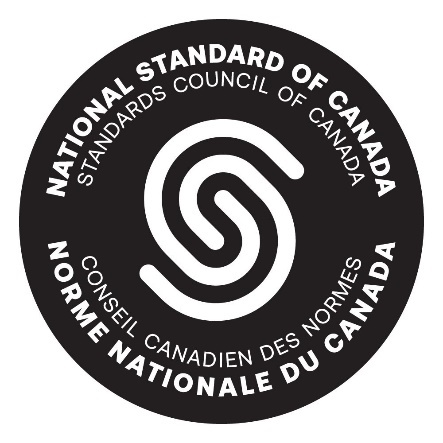 NATIONAL STANDARD OF CANADA
STANDARDS COUNCIL OF CANADA
CONSEIL CANADIEN DES NORMES
NORME NATIONALE DU CANADA